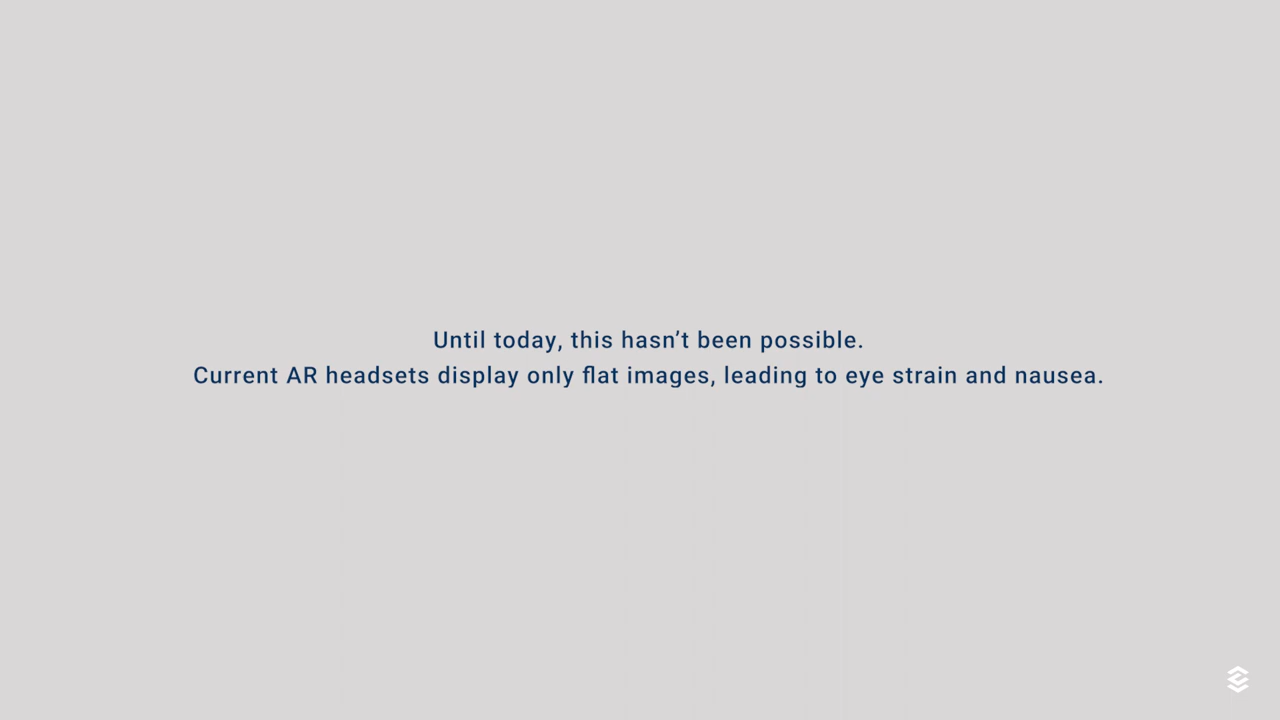 Until today, this hasn’t been possible.
Current AR headsets display only flat images, leading to eye strain and nausea.